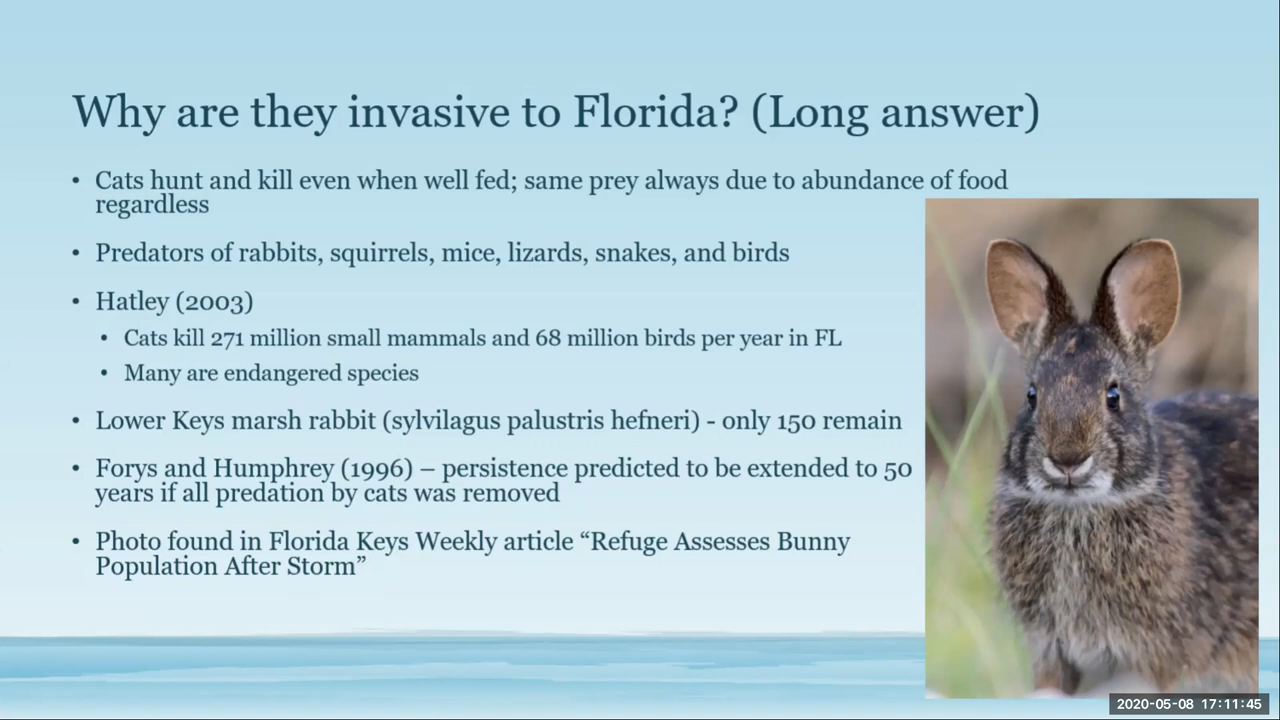 Why are they invasive to Florida? (Long answer)
• Cats hunt and kill even when well fed; same prey always due to abundance of food
regardless
• Predators of rabbits, squirrels, mice, lizards, snakes, and birds
• Hatley (2003)
• Cats kill 271 million small mammals and 68 million birds per year in FL
• Many are endangered species
• Lower Keys marsh rabbit (sylvilagus palustris hefneri) - only 150 remain
• Forys and Humphrey (1996) – persistence predicted to be extended to 50
years if all predation by cats was removed
• Photo found in Florida Keys Weekly article “Refuge Assesses Bunny
Population After Storm”
2020-05-08 17:11:45